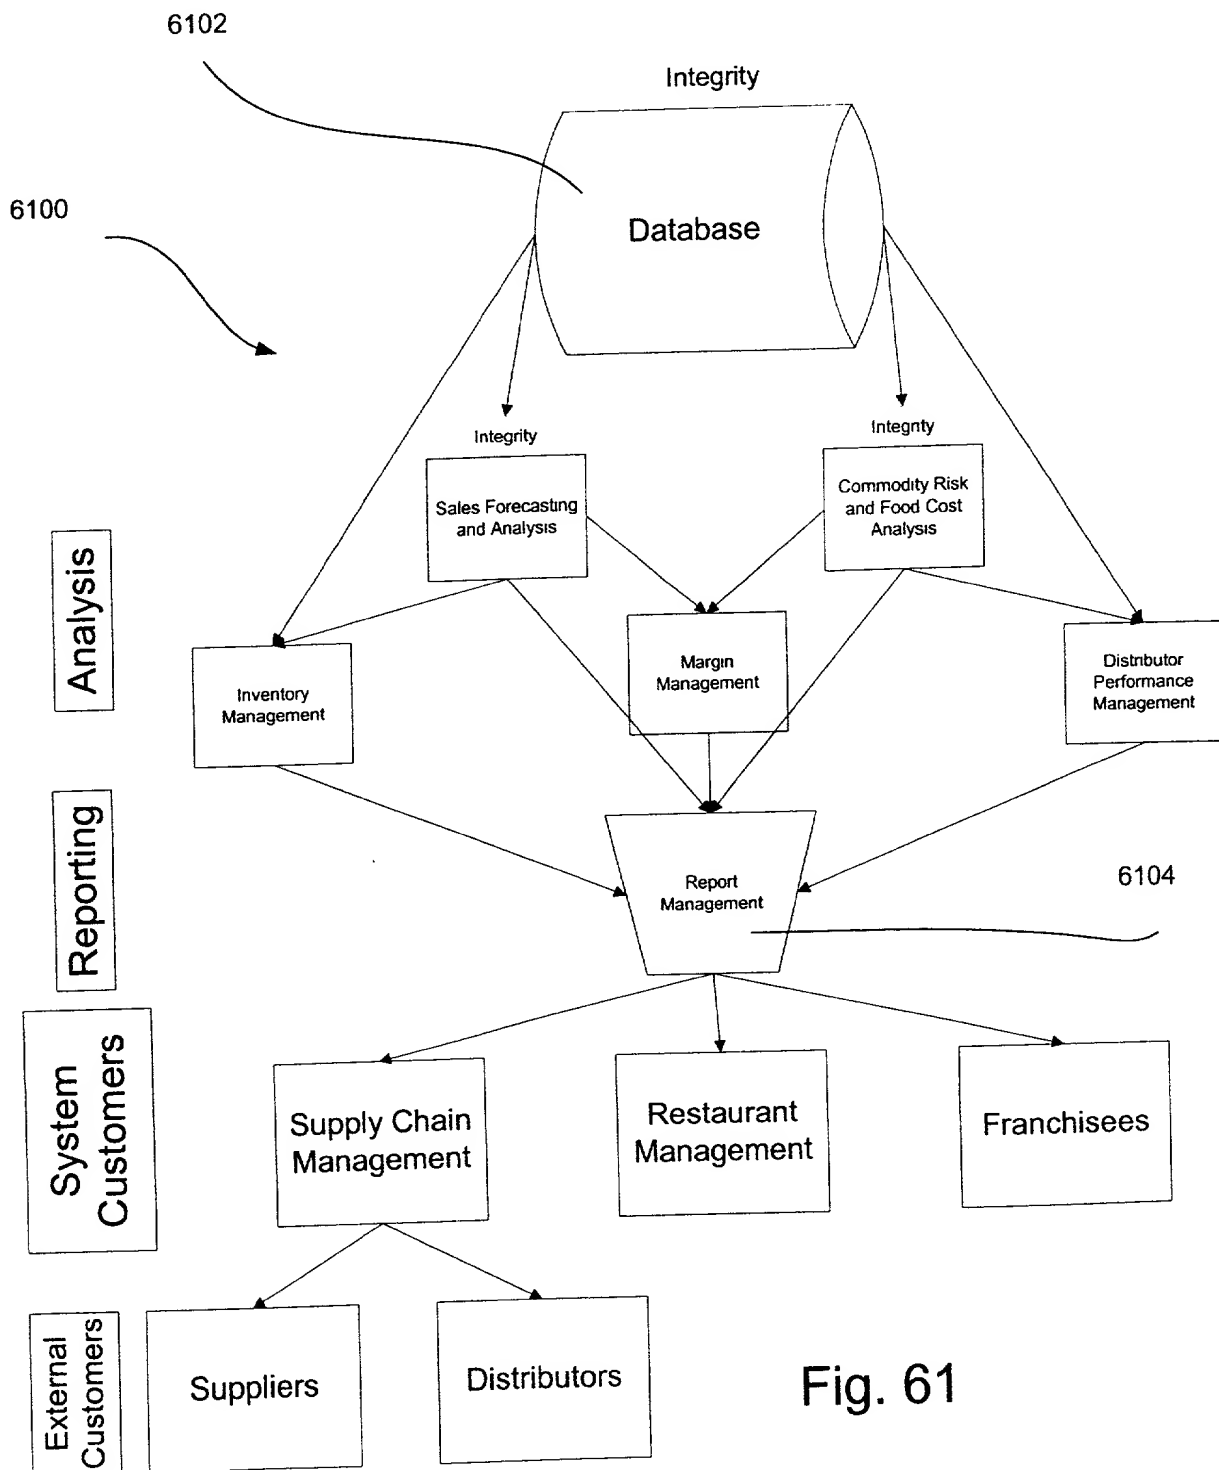 6102
Integrity
6100
Database
Integrity
Integrity
Sales Forecasting
and Analysis
Commodity Risk
and Food Cost
Analysis
Analysis
Inventory
Management
Margin
Management
Distributor
Performance
Management
Reporting
Report
Management
6104
System
Customers
Supply Chain
Management
Restaurant
Management
Franchisees
External
Customers
Suppliers
Distributors
Fig. 61